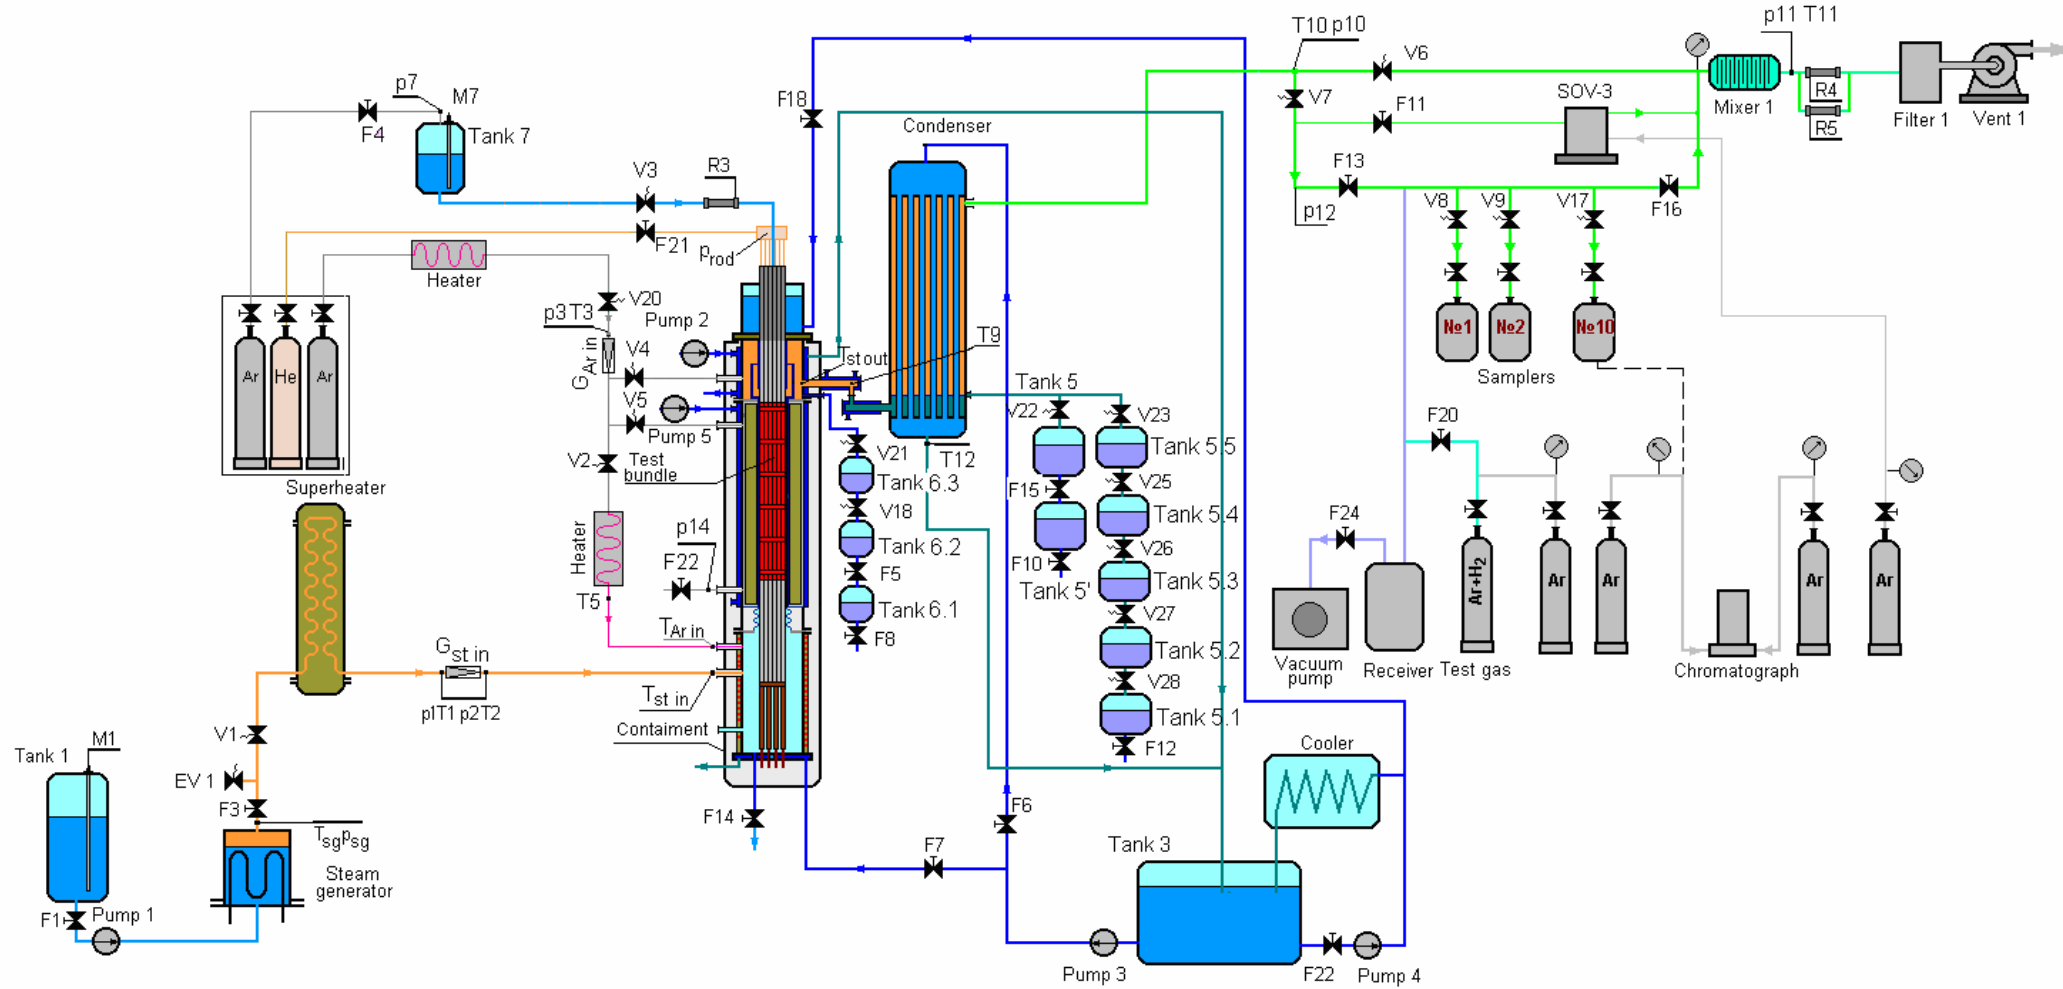 T10 p10
p11 T11
V6
F18
p7
M7
F4
Tank 7
V7
F11
SOV-3
Mixer 1
R4
R5
Filter 1
Vent 1
Condenser
V3
R3
F13
V8
V9
V17
F16
p12
F21
prod
Heater
V20
p3T3
Pump 2
GAr in
V4
Tst out
T9
№1
№2
№10
Samplers
Ar
He
Ar
V5
Pump 5
Tank 5
V22
V23
F20
Superheater
V2
Test
bundle
V21
Tank 6.3
T12
Tank 5.5
F15
V25
V18
Tank 5.4
Heater
p14
F22
Tank 6.2
F10
V26
F24
Ar+H2
Ar
Ar
Ar
Ar
T5
F5
Tank 6.1
Tank 5'
Tank 5.3
V27
TAr in
F8
Tank 5.2
Gst in
Vacuum
pump
Receiver
Test gas
Chromatograph
V28
p1T1 p2T2
Tst in
Tank 5.1
Contaiment
V1
F12
Cooler
Tank 1
M1
EV 1
F3
F14
F6
Tsgpsg
F7
Tank 3
Steam
generator
F1
Pump 1
Pump 3
F22
Pump 4